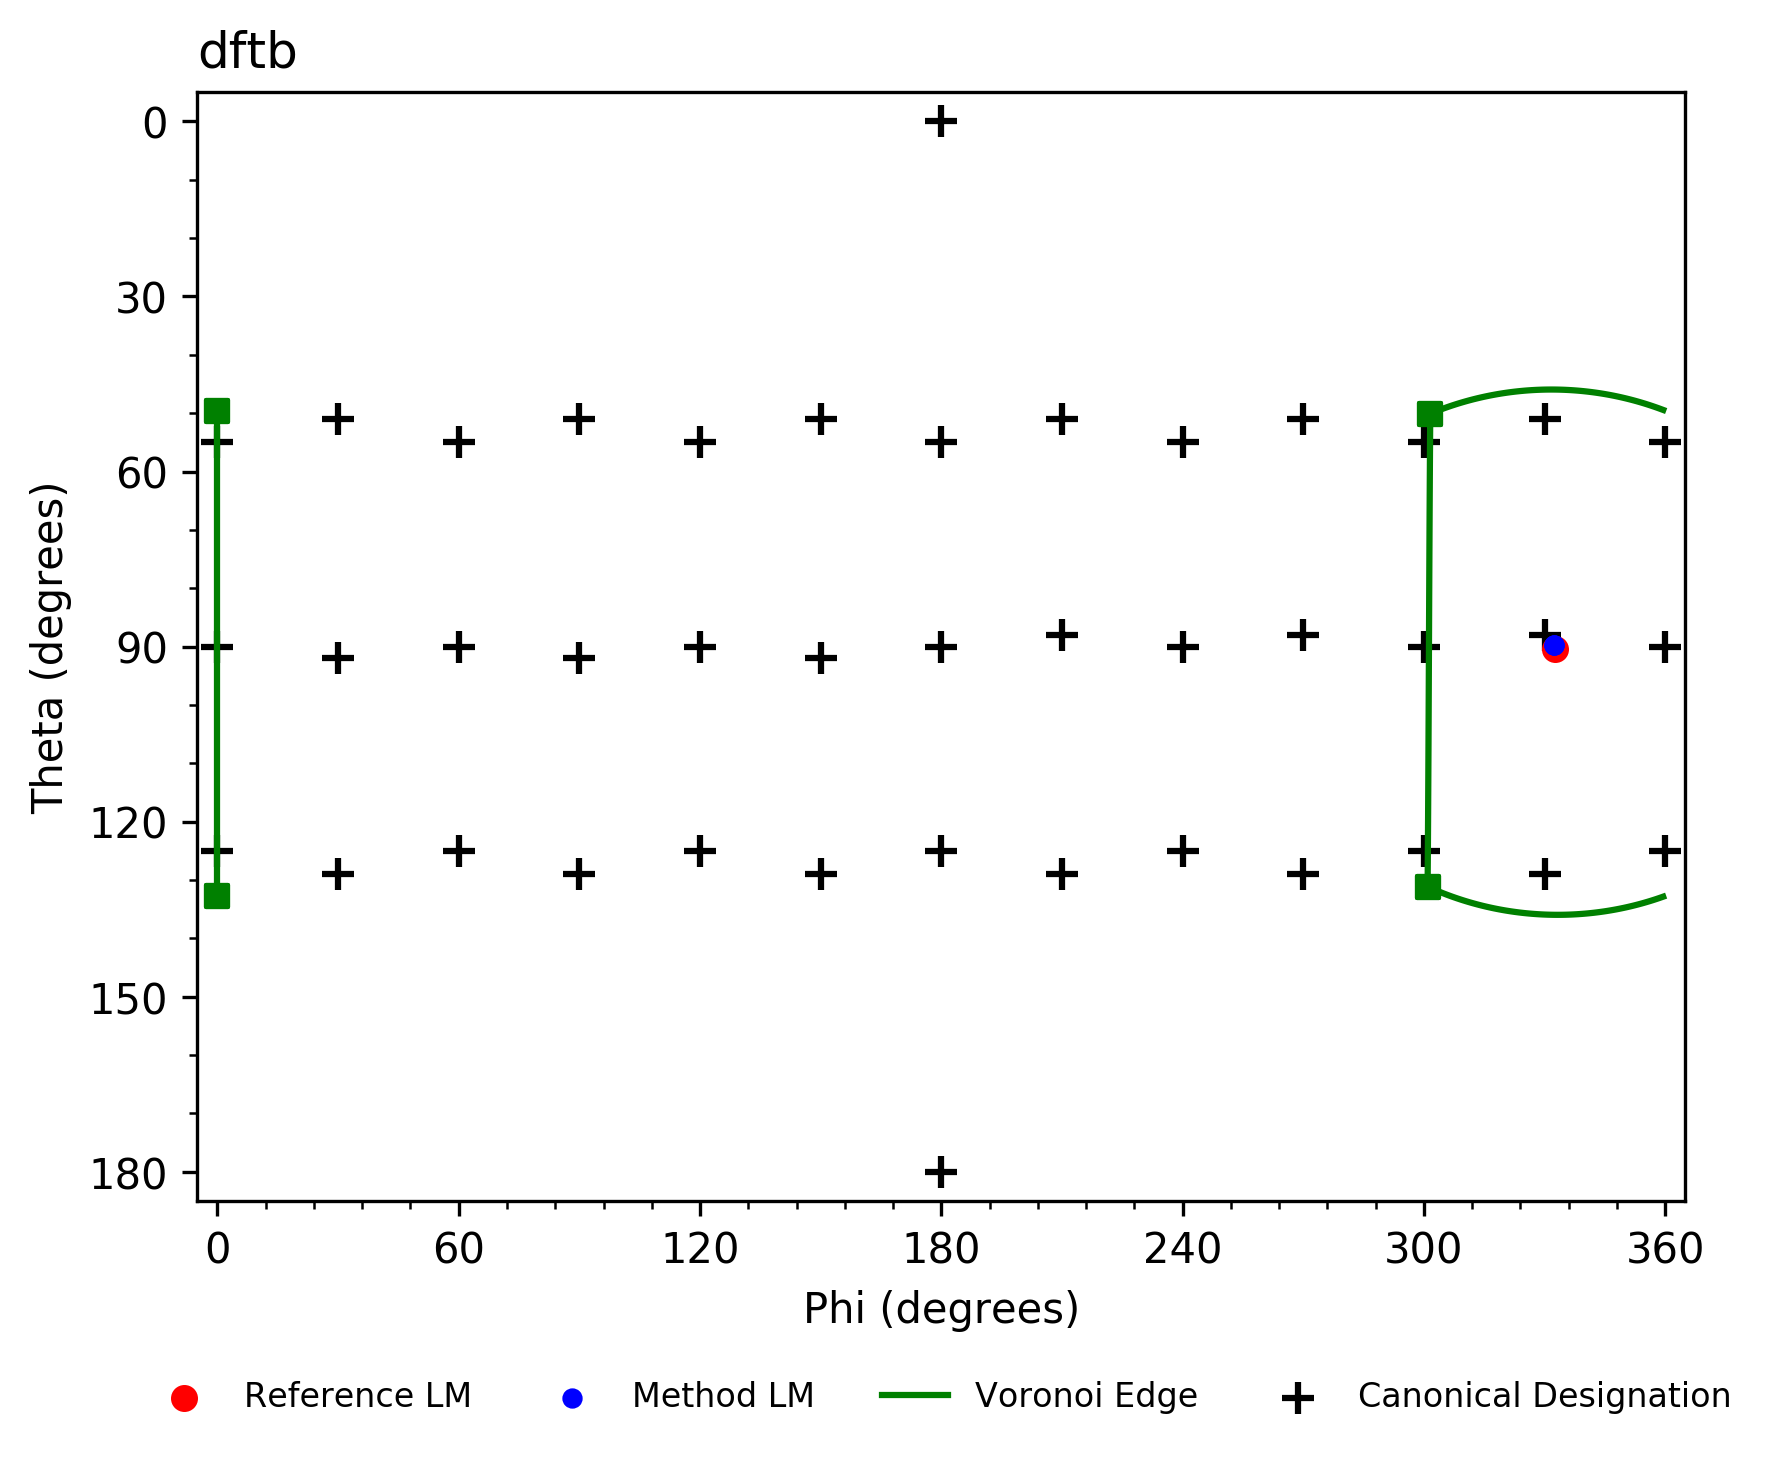 dftb
0
30
60
90
120
150
180
Theta (degrees)
0 60 120 180 240 300 360
Phi (degrees)
Reference LM Method LM Voronoi Edge Canonical Designation